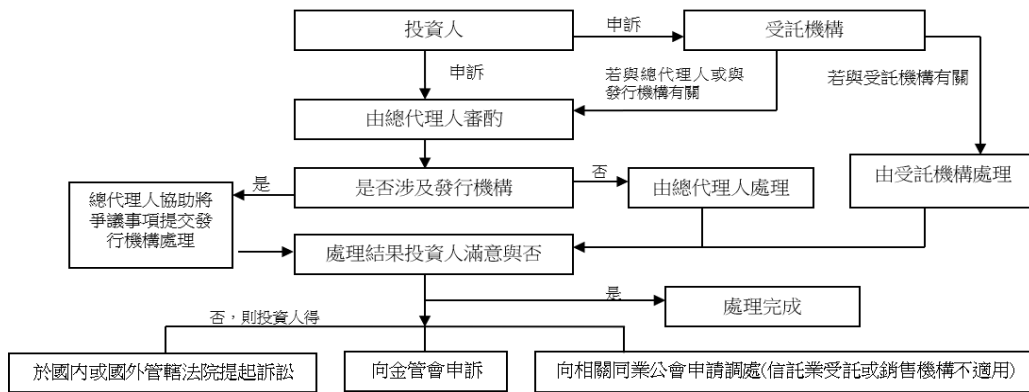 投資人
申訴
受託機構
申訴
若與總代理人或與
發行機構有關
若與受託機構有關
由總代理人審酌
是
是否涉及發行機構
否
由總代理人處理
由受託機構處理
總代理人協助將
爭議事項提交發
行機構處理
處理結果投資人滿意與否
是
處理完成
否，則投資人得
於國內或國外管轄法院提起訴訟
向金管會申訴
向相關同業公會申請調處(信託業受託或銷售機構不適用)